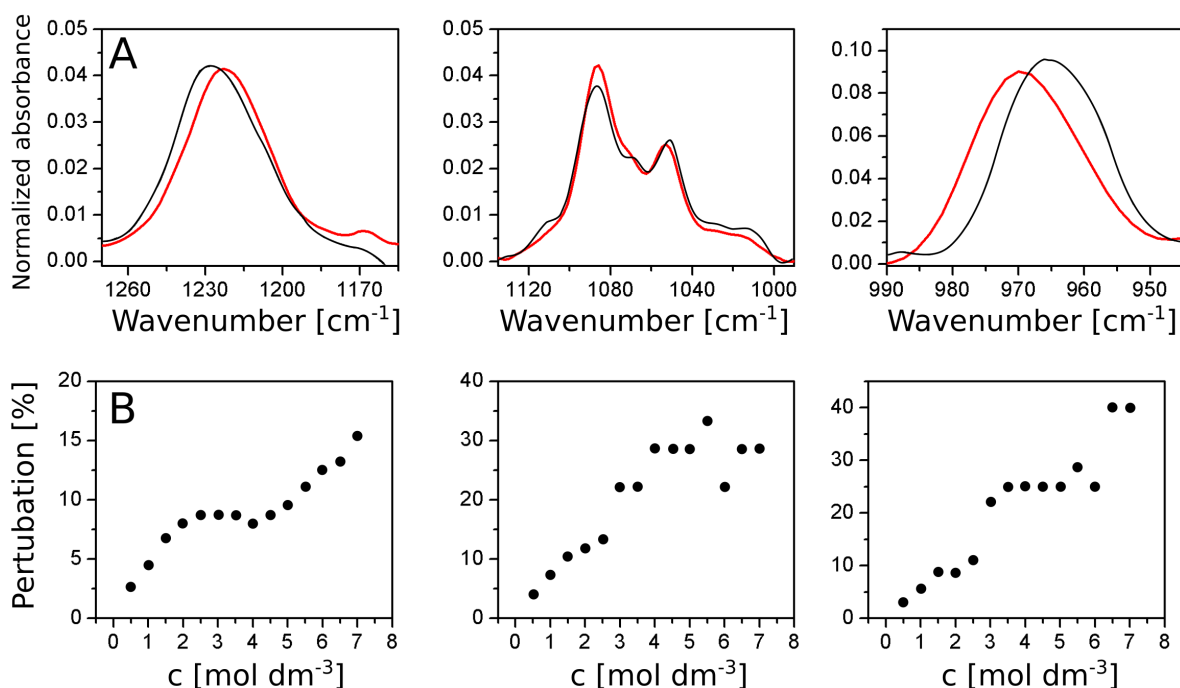 A
Normalized absorbance
0.05
0.04
0.03
0.02
0.01
0.00
1260 1230 1200 1170
Wavenumber [cm⁻¹]
0.05
0.04
0.03
0.02
0.01
0.00
1120 1080 1040 1000
Wavenumber [cm⁻¹]
0.10
0.08
0.06
0.04
0.02
0.00
990 980 970 960 950
Wavenumber [cm⁻¹]
B
Pertubation [%]
20
15
10
5
0
0 1 2 3 4 5 6 7 8
c [mol dm⁻³]
40
30
20
10
0
0 1 2 3 4 5 6 7 8
c [mol dm⁻³]
40
30
20
10
0
0 1 2 3 4 5 6 7 8
c [mol dm⁻³]